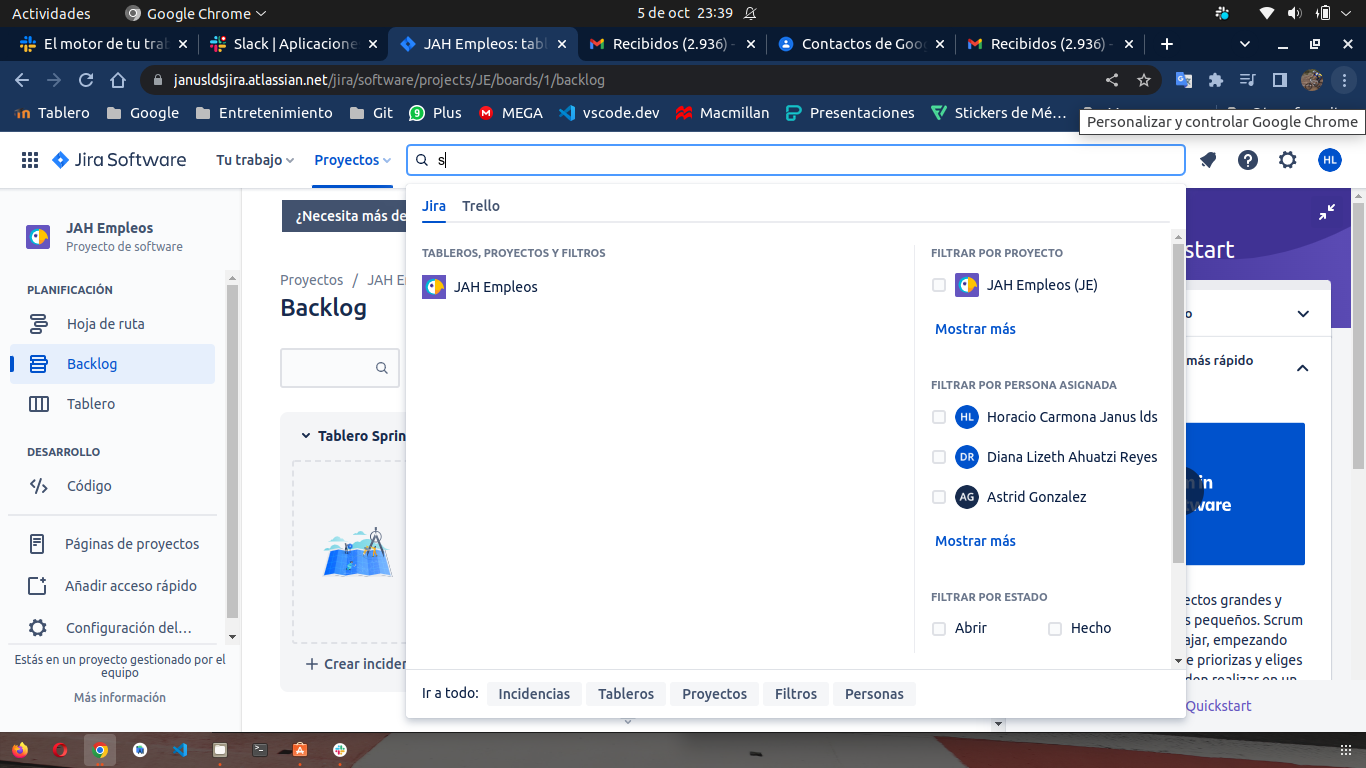 Actividades
Google Chrome
5 de oct 23:39
El motor de tu tra
Slack | Aplicacione
JAH Empleos: tabl
Recibidos (2.936) -
Contactos de Goo
Recibidos (2.936) -
janusldsjira.atlassian.net/jira/software/projects/JE/boards/1/backlog
Tablero
Google
Entretenimiento
Git
9 Plus
MEGA
vscode.dev
Macmillan
Presentaciones
Stickers de Mé…
Personalizar y controlar Google Chrome
Jira Software
Tu trabajo
Proyectos
s
HL
¿Necesita más de
Jira
Trello
start
JAH Empleos
Proyecto de software
TABLEROS, PROYECTOS Y FILTROS
JAH Empleos
FILTRAR POR PROYECTO
JAH Empleos (JE)
Mostrar más
Proyectos / JAH E
Backlog
PLANIFICACIÓN
Hoja de ruta
Backlog
Tablero
o
más rápido
FILTRAR POR PERSONA ASIGNADA
HL Horacio Carmona Janus lds
DR Diana Lizeth Ahuatzi Reyes
AG Astrid Gonzalez
Mostrar más
Tablero Sprin
DESARROLLO
Código
in
tware
Páginas de proyectos
Añadir acceso rápido
Configuración del…
FILTRAR POR ESTADO
Abrir
Hecho
ectos grandes y
s pequeños. Scrum
ajar, empezando
e priorizas y eliges
Crear incider
Estás en un proyecto gestionado por el
equipo
Más información
Ir a todo:
Incidencias
Tableros
Proyectos
Filtros
Personas
Quickstart